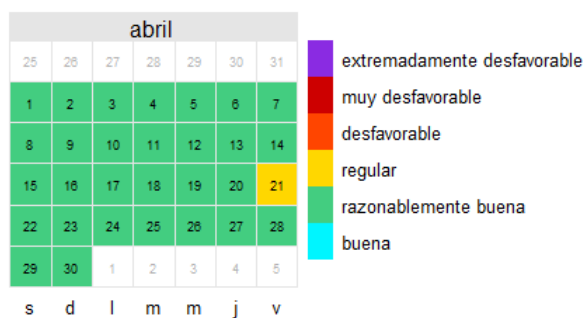 abril
25 26 27 28 29 30 31
1 2 3 4 5 6 7
8 9 10 11 12 13 14
15 16 17 18 19 20 21
22 23 24 25 26 27 28
29 30 1 2 3 4 5
s d l m m j v
extremadamente desfavorable
muy desfavorable
desfavorable
regular
razonablemente buena
buena